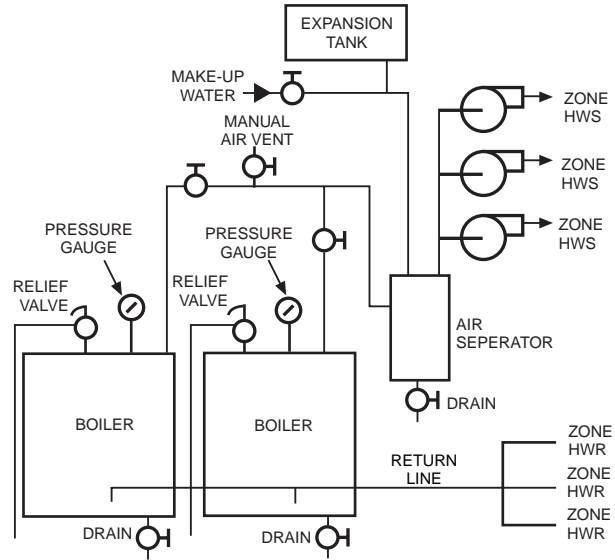 EXPANSION
TANK
MAKE-UP
WATER
ZONE
HWS
MANUAL
AIR VENT
ZONE
HWS
PRESSURE
GAUGE
PRESSURE
GAUGE
ZONE
HWS
RELIEF
VALVE
RELIEF
VALVE
AIR
SEPERATOR
BOILER
BOILER
DRAIN
RETURN
LINE
ZONE
HWR
ZONE
HWR
ZONE
HWR
DRAIN
DRAIN